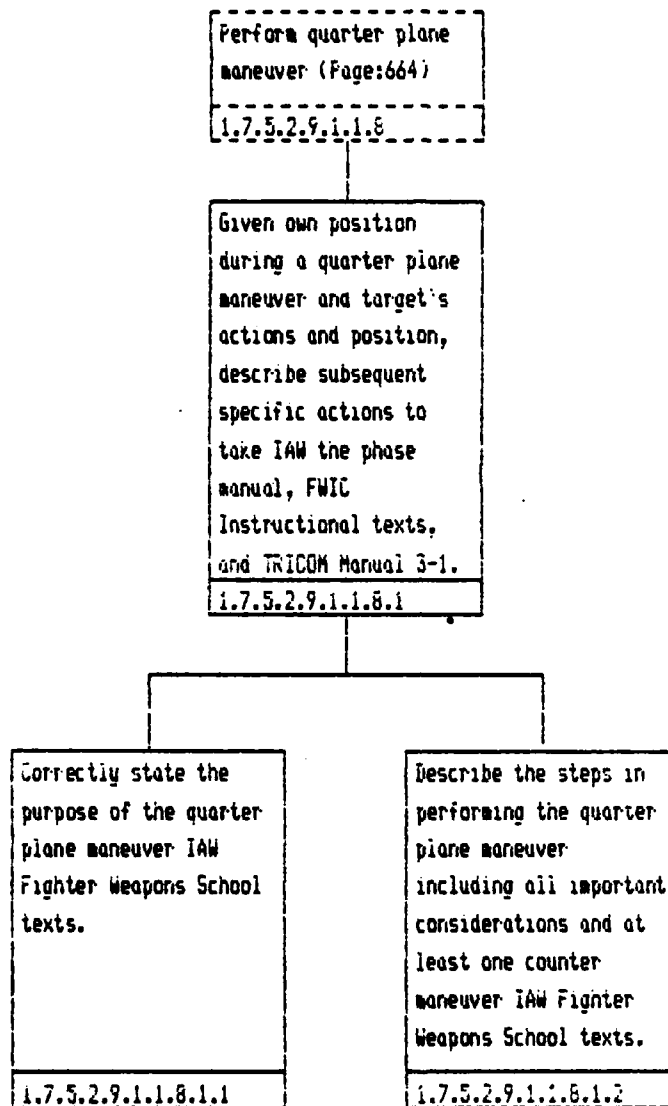 Perform quarter plane
maneuver (Page:664)
1.7.5.2.9.1.1.8
Given own position
during a quarter plane
maneuver and target's
actions and position,
describe subsequent
specific actions to
take IAW the phase
manual, FWIC
Instructional texts,
and TRICOM Manual 3-1.
1.7.5.2.9.1.1.8.1
Correctly state the
purpose of the quarter
plane maneuver IAW
Fighter Weapons School
texts.
1.7.5.2.9.1.1.8.1.1
Describe the steps in
performing the quarter
plane maneuver
including all important
considerations and at
least one counter
maneuver IAW Fighter
Weapons School texts.
1.7.5.2.9.1.1.8.1.2